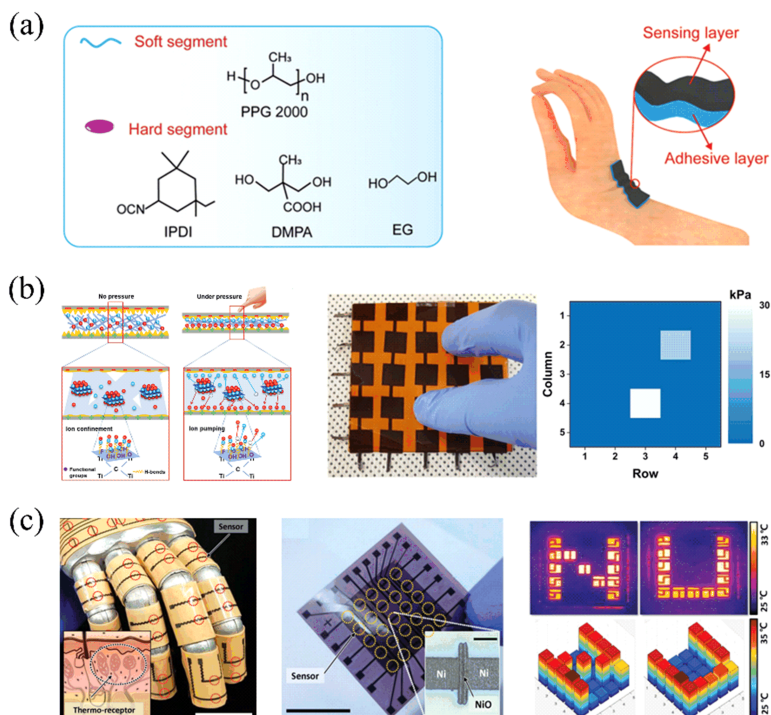 (a)
Soft segment
CH₃
H
O
OH
n
PPG 2000
Hard segment
OCN
IPDI
CH₃
HO
OH
COOH
DMPA
HO
OH
EG
Sensing layer
Adhesive layer
(b)
No pressure
Under pressure
Ion confinement
Ion pumping
Functional groups
H-bonds
OH
Ti
C
Ti
Ti
C
Ti
kPa
30
15
0
Column
1
2
3
4
5
1 2 3 4 5
Row
(c)
Sensor
Thermo-receptor
Sensor
Ni
Ni
NiO
33 °C
25 °C
35 °C
25 °C